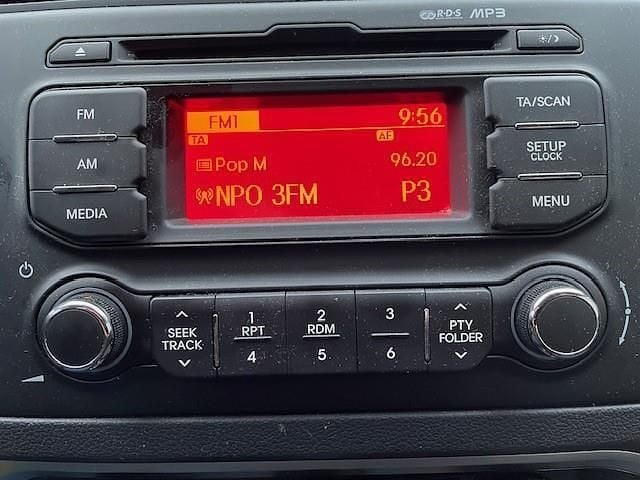 R·D·S MP3
FM
AM
MEDIA
FM1 9:56
TA AF
Pop M 96.20
NPO 3FM P3
TA/SCAN
SETUP
CLOCK
MENU
SEEK
TRACK
1
RPT
4
2
RDM
5
3
6
PTY
FOLDER